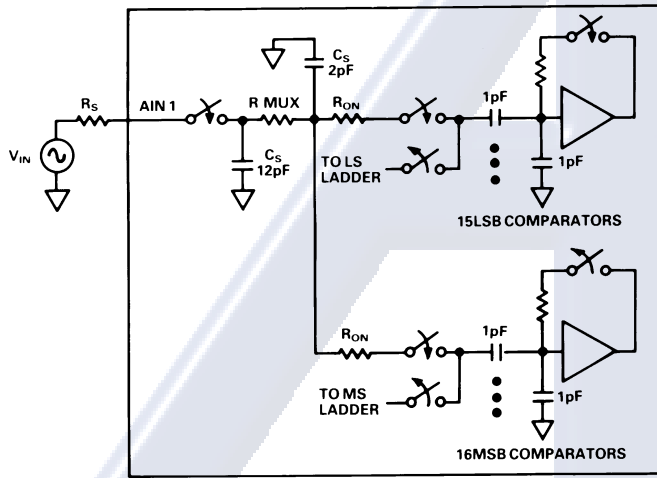 CS
2pF
RS
AIN 1
R MUX
RON
1pF
VIN
CS
12pF
TO LS
LADDER
1pF
15LSB COMPARATORS
RON
1pF
TO MS
LADDER
1pF
16MSB COMPARATORS